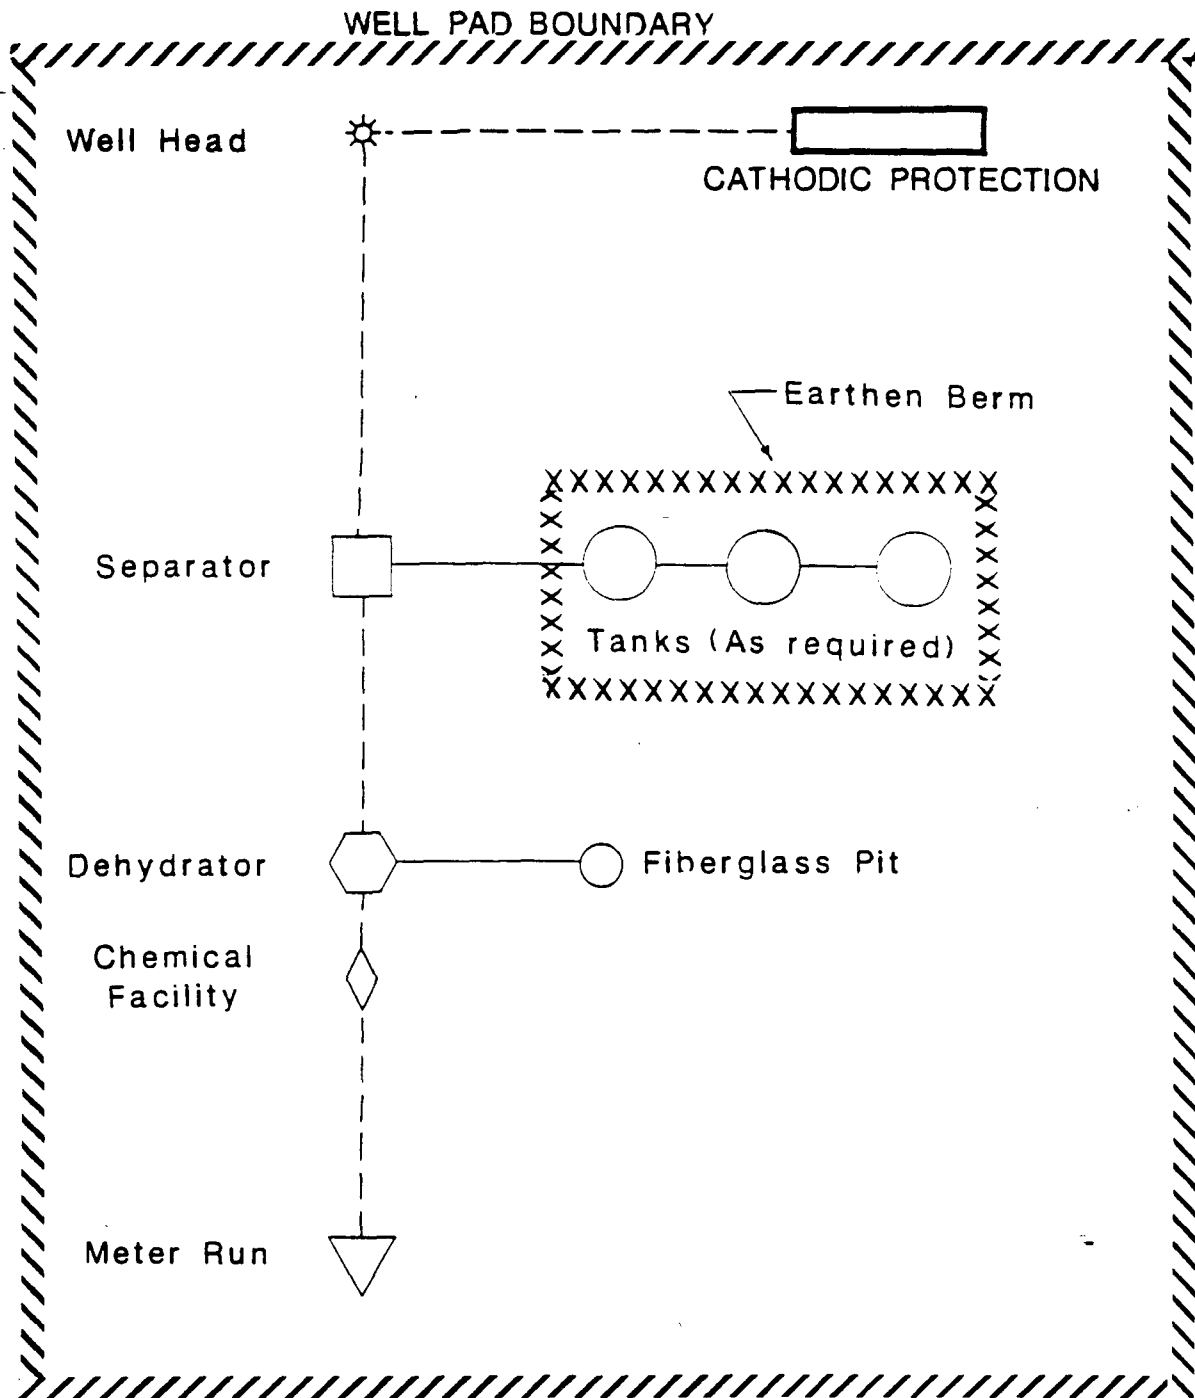 WELL PAD BOUNDARY
Well Head
CATHODIC PROTECTION
Earthen Berm
Separator
Tanks (As required)
Dehydrator
Fiberglass Pit
Chemical
Facility
Meter Run